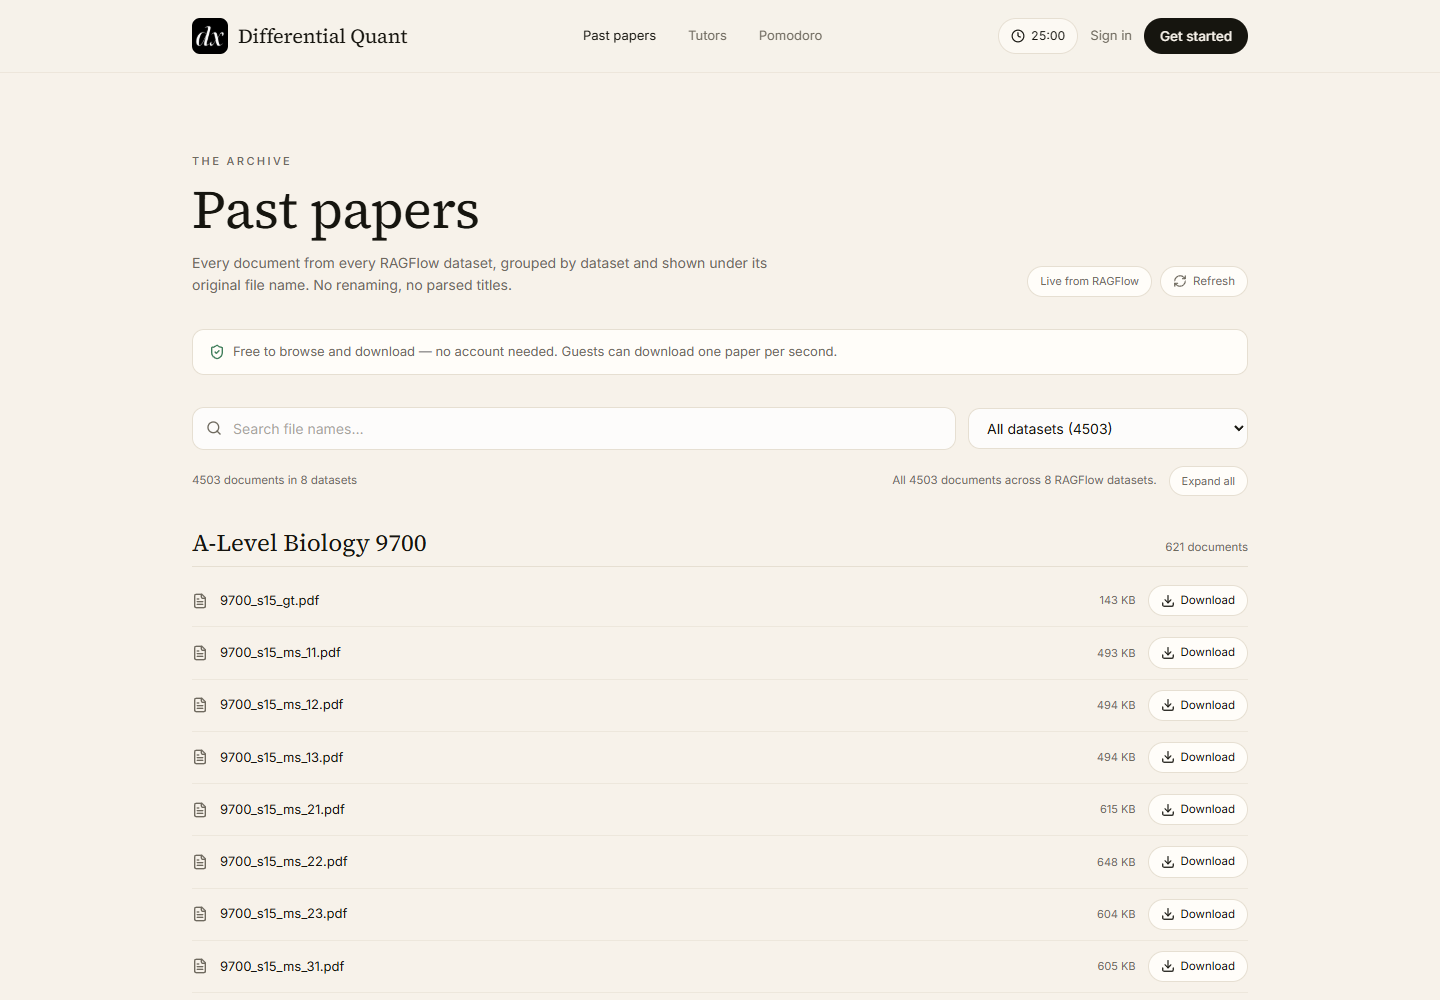 dx Differential Quant
Past papers
Tutors
Pomodoro
25:00
Sign in
Get started
THE ARCHIVE
Past papers
Every document from every RAGFlow dataset, grouped by dataset and shown under its
original file name. No renaming, no parsed titles.
Live from RAGFlow
Refresh
Free to browse and download — no account needed. Guests can download one paper per second.
Search file names...
All datasets (4503)
4503 documents in 8 datasets
All 4503 documents across 8 RAGFlow datasets.
Expand all
A-Level Biology 9700
621 documents
9700_s15_gt.pdf 143 KB Download
9700_s15_ms_11.pdf 493 KB Download
9700_s15_ms_12.pdf 494 KB Download
9700_s15_ms_13.pdf 494 KB Download
9700_s15_ms_21.pdf 615 KB Download
9700_s15_ms_22.pdf 648 KB Download
9700_s15_ms_23.pdf 604 KB Download
9700_s15_ms_31.pdf 605 KB Download